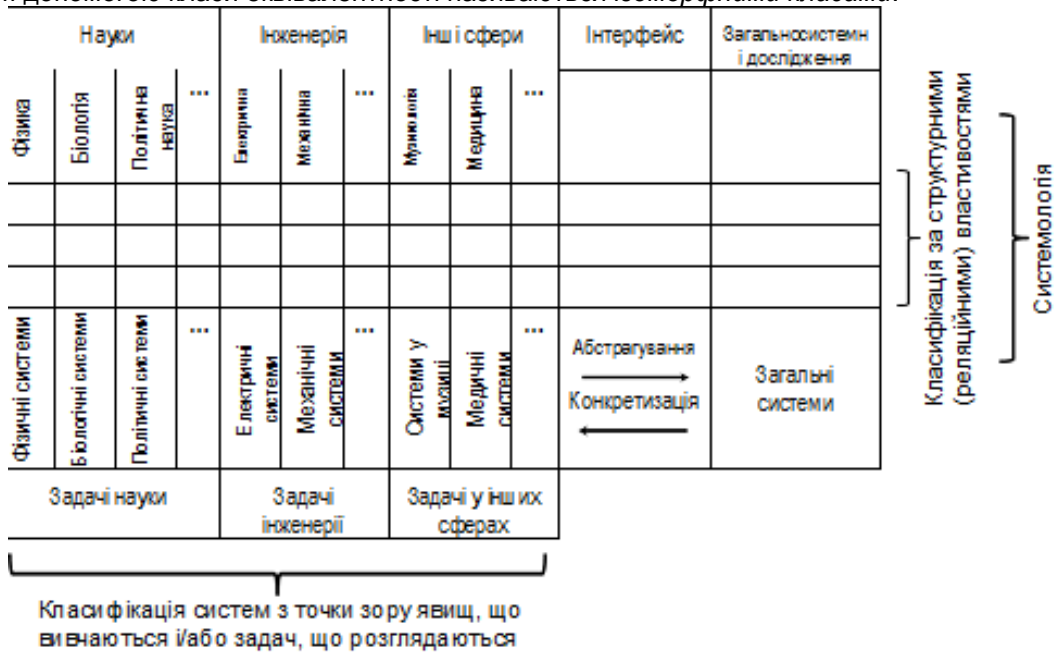 допомогою класи еквівалентності називаються ізоморфними класами.
Науки
Інженерія
Інші сфери
Інтерфейс
Загальносистемн
і дослідження
Фізика
Біологія
Політична
наука
...
Електрична
Механічна
...
Музикологія
Медицина
...
Фізичні системи
Біологічні системи
Політичні системи
...
Електричні
системи
Механічні
системи
...
Системи у
музиці
Медичні
системи
...
Абстрагування
Конкретизація
Загальні
системи
Задачі науки
Задачі
інженерії
Задачі у інших
сферах
Класифікація за структурними
(реляційними) властивостями
Системологія
Класифікація систем з точки зору явищ, що
вивчаються і/або задач, що розглядаються